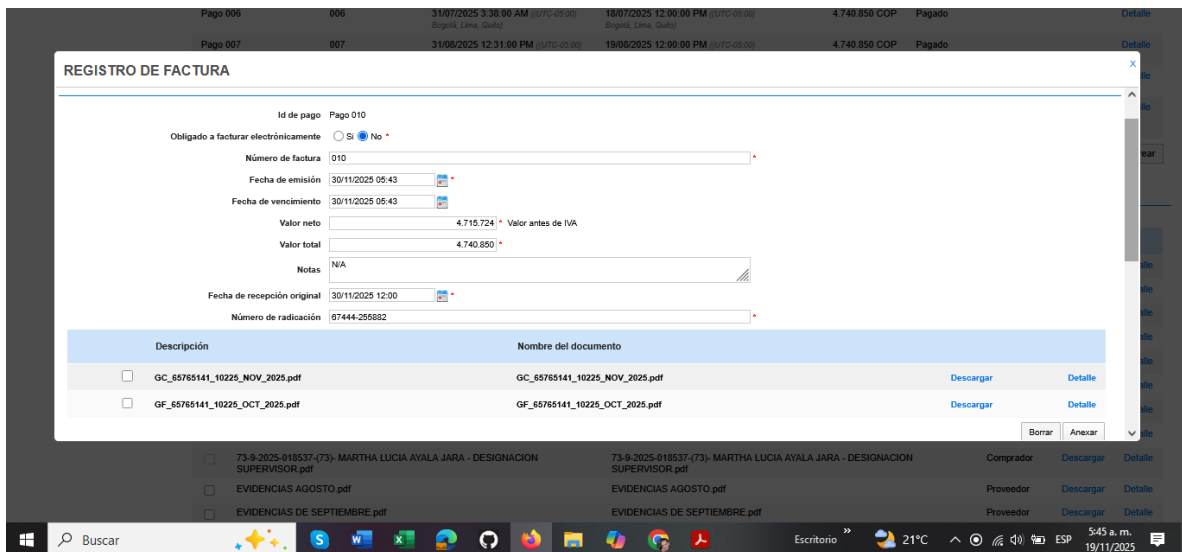 Pago 006 006 31/07/2025 3:38:00 AM ((UTC-05:00) 18/07/2025 12:00:00 PM ((UTC-05:00) 4.740.850 COP Pagado Detalle
Bogotá, Lima, Quito) Bogotá, Lima, Quito)
Pago 007 007 31/08/2025 12:31:00 PM ((UTC-05:00) 19/08/2025 12:00:00 PM ((UTC-05:00) 4.740.850 COP Pagado Detalle
REGISTRO DE FACTURA X
Id de pago Pago 010
Obligado a facturar electrónicamente Si No *
Número de factura 010 *
Fecha de emisión 30/11/2025 05:43 *
Fecha de vencimiento 30/11/2025 05:43
Valor neto 4.715.724 * Valor antes de IVA
Valor total 4.740.850 *
Notas N/A
Fecha de recepción original 30/11/2025 12:00 *
Número de radicación 67444-255882 *
Descripción Nombre del documento
GC_65765141_10225_NOV_2025.pdf GC_65765141_10225_NOV_2025.pdf Descargar Detalle
GF_65765141_10225_OCT_2025.pdf GF_65765141_10225_OCT_2025.pdf Descargar Detalle
Borrar Anexar
73-9-2025-018537-(73)- MARTHA LUCIA AYALA JARA - DESIGNACION 73-9-2025-018537-(73)- MARTHA LUCIA AYALA JARA - DESIGNACION Comprador Descargar Detalle
SUPERVISOR.pdf SUPERVISOR.pdf
EVIDENCIAS AGOSTO.pdf EVIDENCIAS AGOSTO.pdf Proveedor Descargar Detalle
EVIDENCIAS DE SEPTIEMBRE.pdf EVIDENCIAS DE SEPTIEMBRE.pdf Proveedor Descargar Detalle
Buscar Escritorio 21°C ESP 5:45 a. m.
19/11/2025